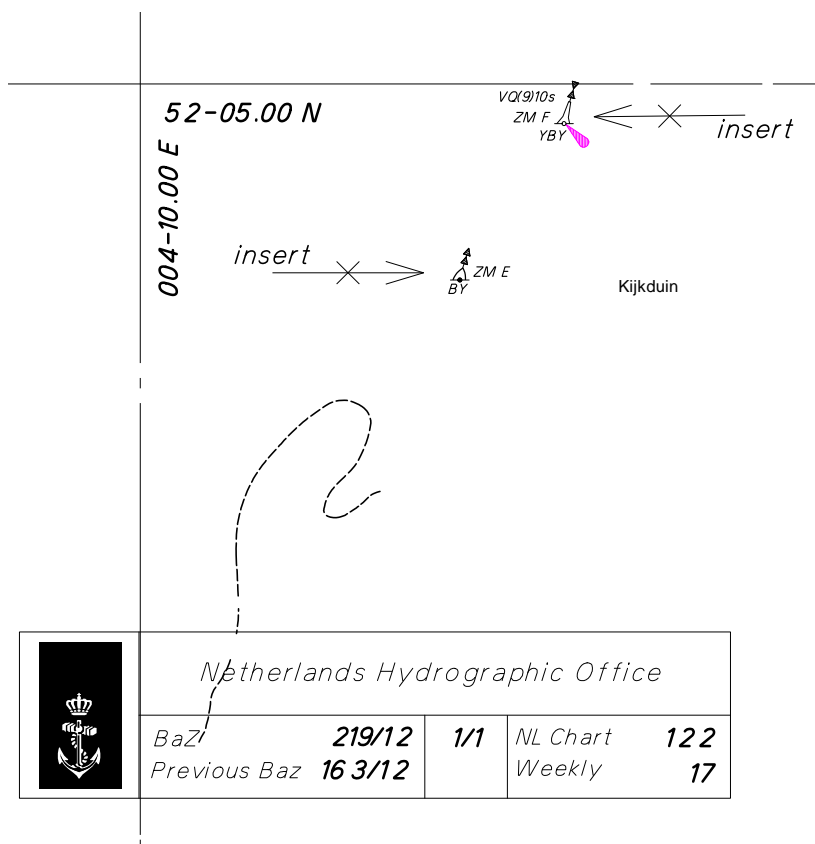 VQ(9)10s
52-05.00 N
ZM F
insert
YBY
004-10.00 E
insert
ZM E
BY
Kijkduin
Netherlands Hydrographic Office
BaZ 219/12 1/1 NL Chart 122
Previous Baz 163/12 Weekly 17